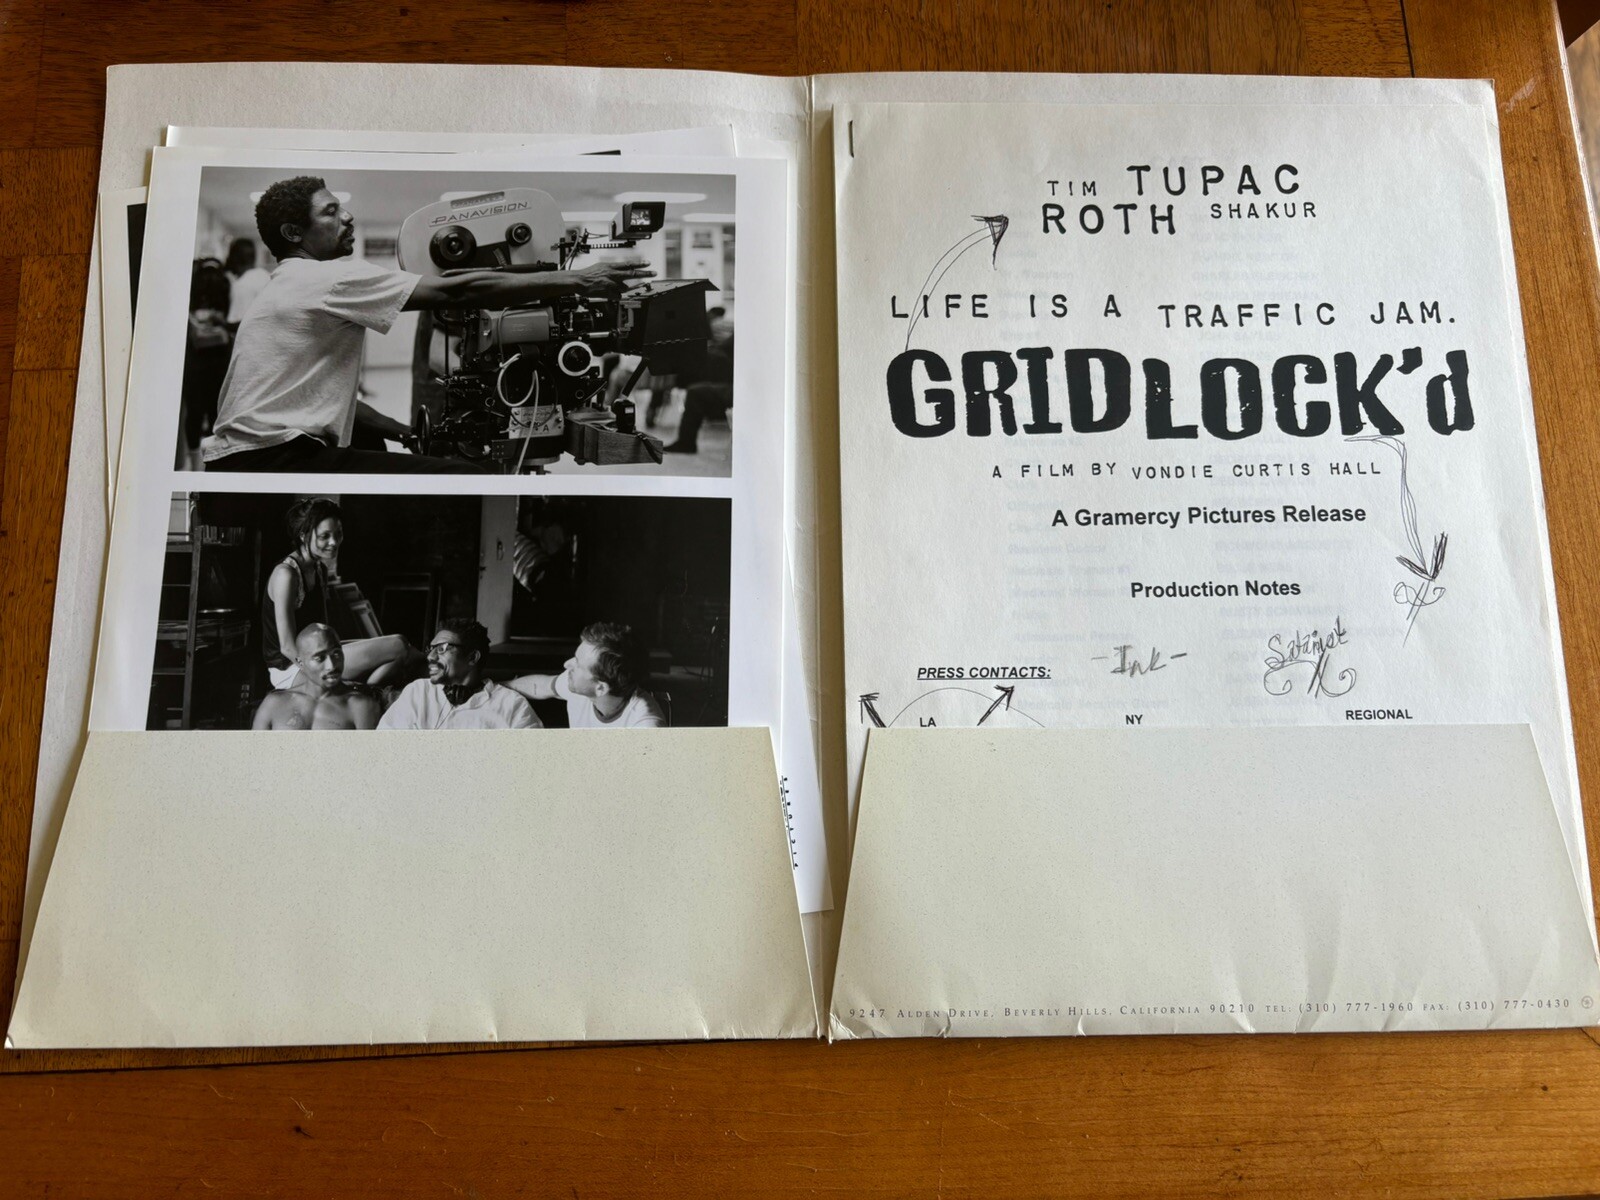 PANAVISION
TIM TUPAC
ROTH SHAKUR
LIFE IS A TRAFFIC JAM.
GRIDLOCK'd
A FILM BY VONDIE CURTIS HALL
A Gramercy Pictures Release
Production Notes
-Ink-
Satanist
PRESS CONTACTS:
LA NY REGIONAL
9247 ALDEN DRIVE, BEVERLY HILLS, CALIFORNIA 90210 TEL: (310) 777-1960 FAX: (310) 777-0430